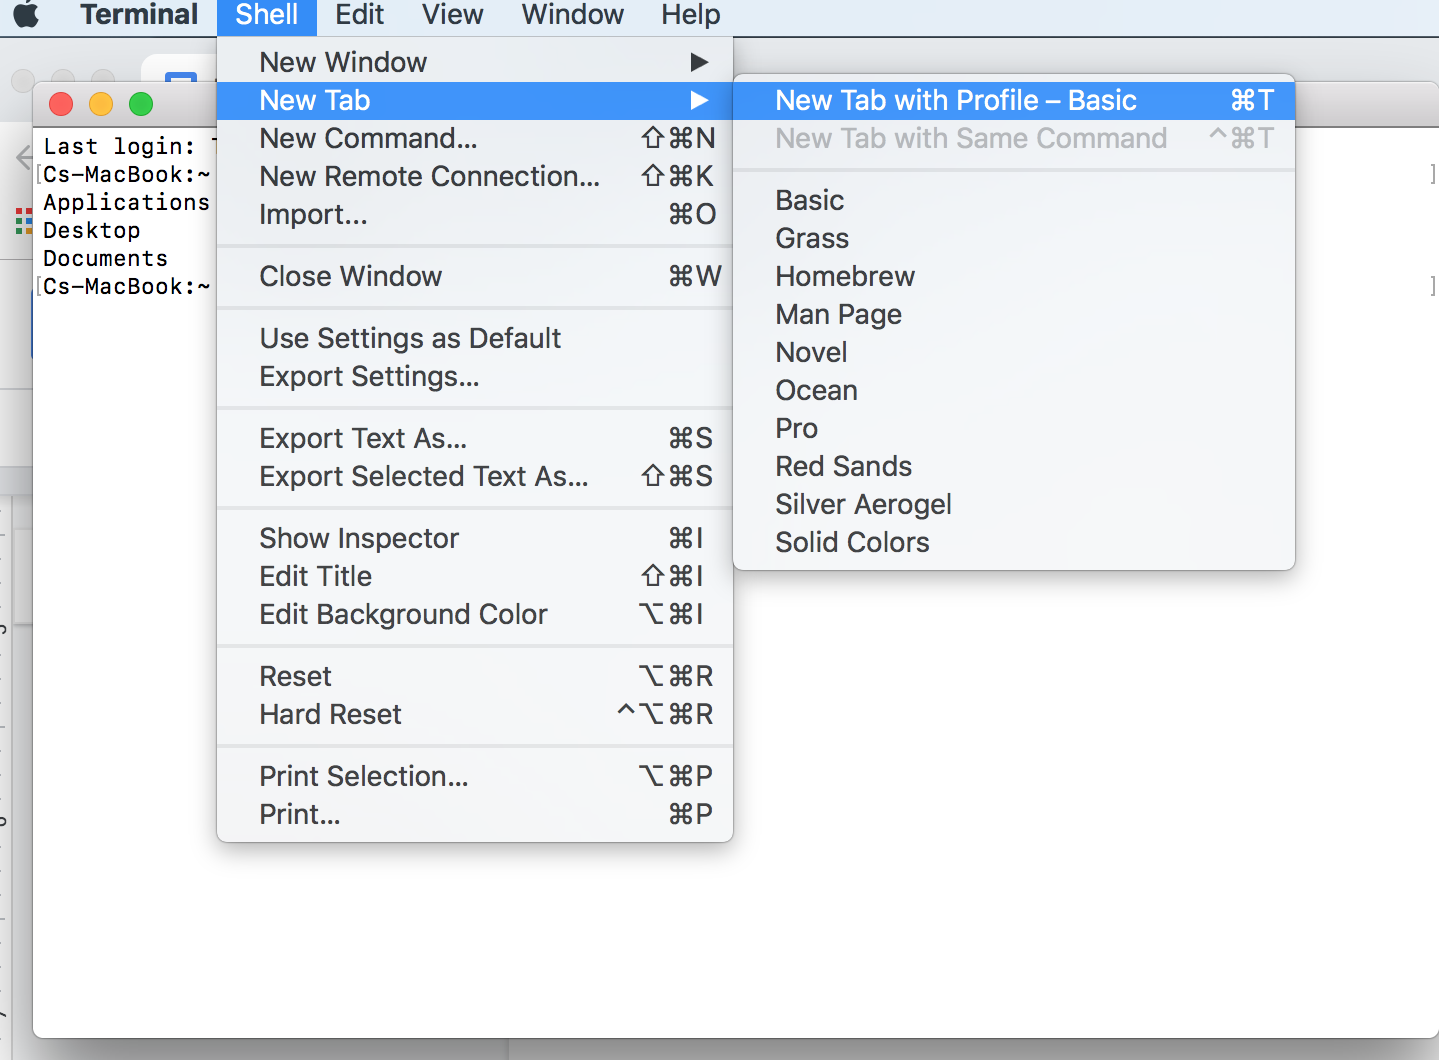 Terminal Shell Edit View Window Help
Last login:
Cs-MacBook:~
Applications
Desktop
Documents
Cs-MacBook:~
New Window ▶
New Tab ▶
New Command... ⇧⌘N
New Remote Connection... ⇧⌘K
Import... ⌘O
Close Window ⌘W
Use Settings as Default
Export Settings...
Export Text As... ⌘S
Export Selected Text As... ⇧⌘S
Show Inspector ⌘I
Edit Title ⇧⌘I
Edit Background Color ⌥⌘I
Reset ⌥⌘R
Hard Reset ^⌥⌘R
Print Selection... ⌥⌘P
Print... ⌘P
New Tab with Profile – Basic ⌘T
New Tab with Same Command ^⌘T
Basic
Grass
Homebrew
Man Page
Novel
Ocean
Pro
Red Sands
Silver Aerogel
Solid Colors